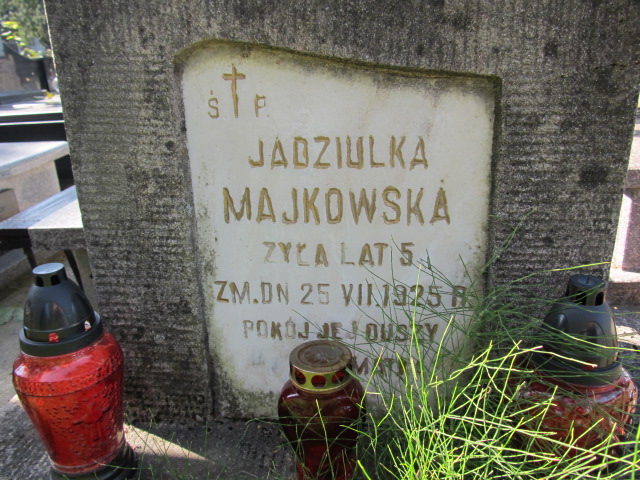 Ś P.
JADZIULKA
MAJKOWSKA
ŻYŁA LAT 5
ZM. DN 25 VII.1925 R
POKÓJ JEJ DUSZY